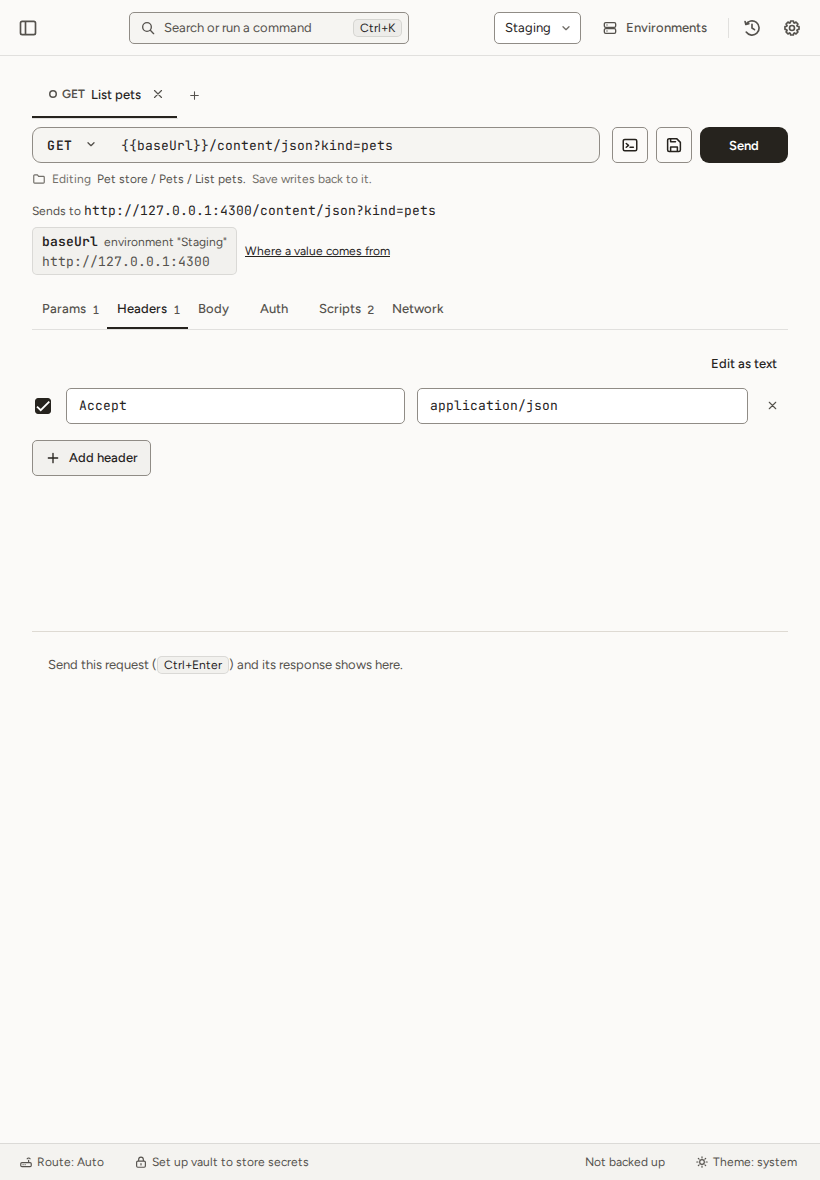 Search or run a command Ctrl+K Staging Environments
GET List pets
GET {{baseUrl}}/content/json?kind=pets Send
Editing Pet store / Pets / List pets. Save writes back to it.
Sends to http://127.0.0.1:4300/content/json?kind=pets
baseUrl environment "Staging"
http://127.0.0.1:4300
Where a value comes from
Params 1 Headers 1 Body Auth Scripts 2 Network
Edit as text
Accept application/json
Add header
Send this request (Ctrl+Enter) and its response shows here.
Route: Auto Set up vault to store secrets Not backed up Theme: system